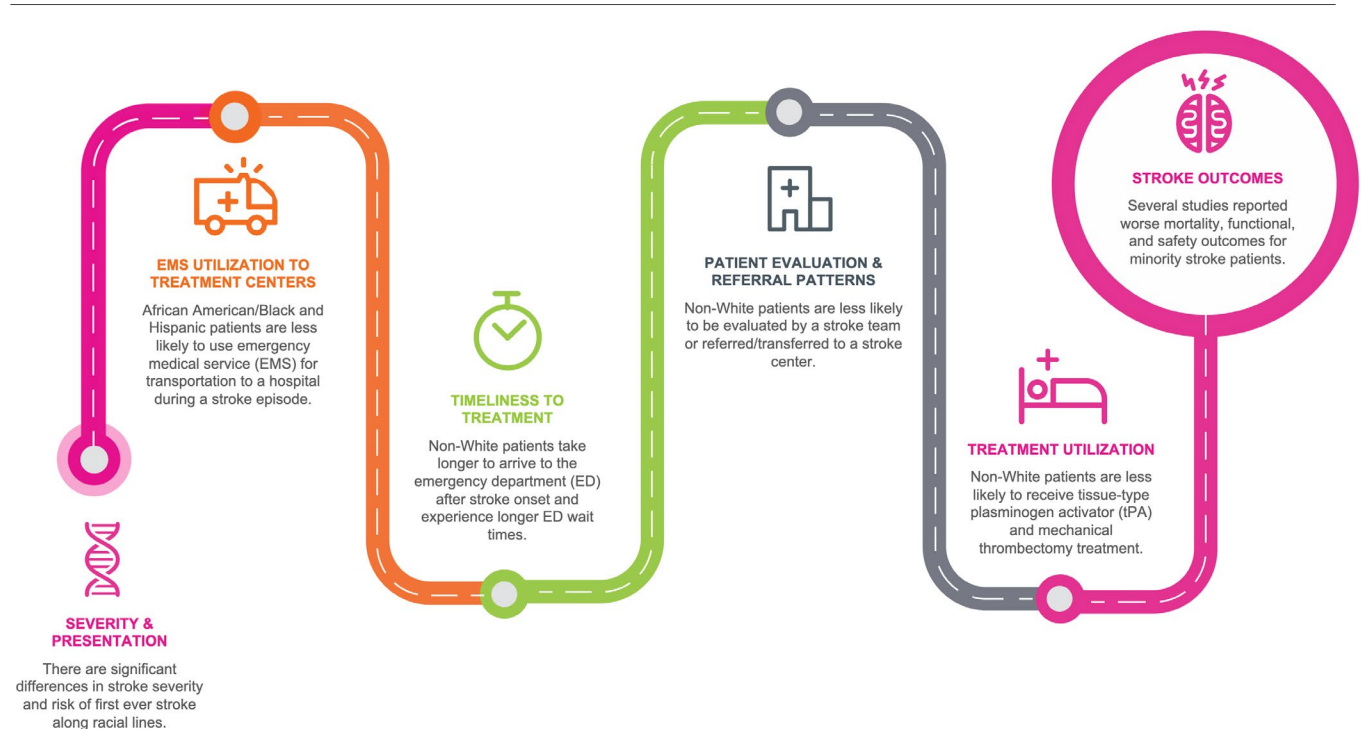 SEVERITY &
PRESENTATION
There are significant
differences in stroke severity
and risk of first ever stroke
along racial lines.
EMS UTILIZATION TO
TREATMENT CENTERS
African American/Black and
Hispanic patients are less
likely to use emergency
medical service (EMS) for
transportation to a hospital
during a stroke episode.
TIMELINESS TO
TREATMENT
Non-White patients take
longer to arrive to the
emergency department (ED)
after stroke onset and
experience longer ED wait
times.
PATIENT EVALUATION &
REFERRAL PATTERNS
Non-White patients are less likely
to be evaluated by a stroke team
or referred/transferred to a stroke
center.
TREATMENT UTILIZATION
Non-White patients are less
likely to receive tissue-type
plasminogen activator (tPA)
and mechanical
thrombectomy treatment.
STROKE OUTCOMES
Several studies reported
worse mortality, functional,
and safety outcomes for
minority stroke patients.